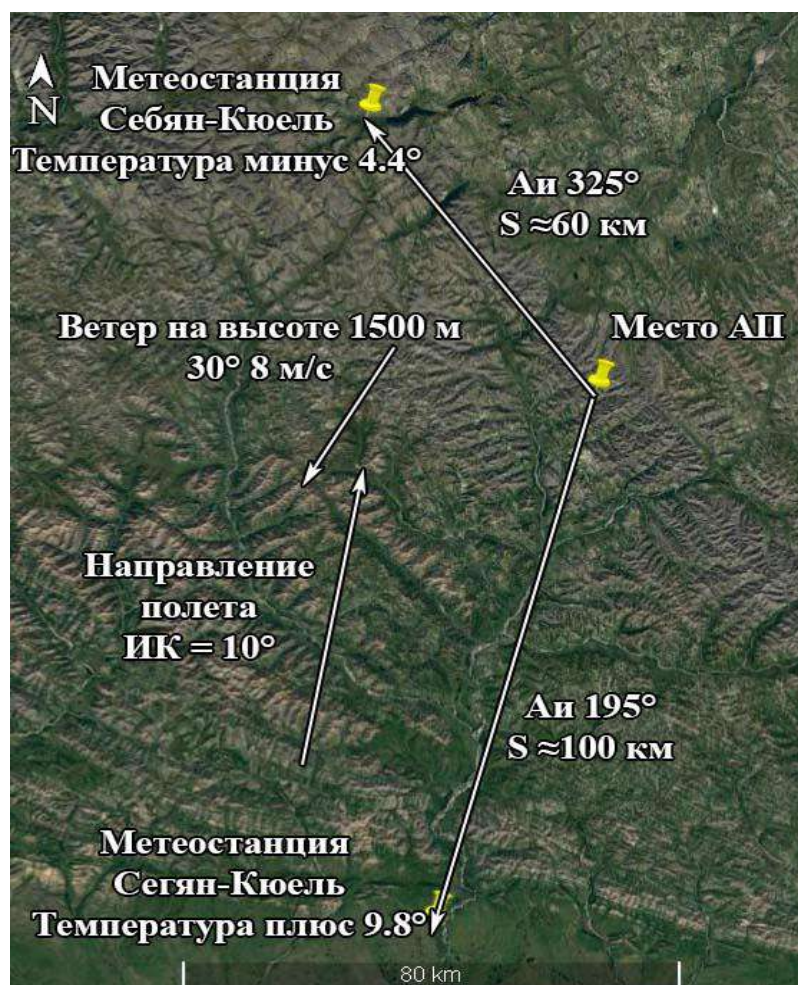 N
Метеостанция
Себян-Кюель
Температура минус 4.4°
Аи 325°
S ≈60 км
Ветер на высоте 1500 м
30° 8 м/с
Место АП
Направление
полета
ИК = 10°
Аи 195°
S ≈100 км
Метеостанция
Сегян-Кюель
Температура плюс 9.8°
80 km